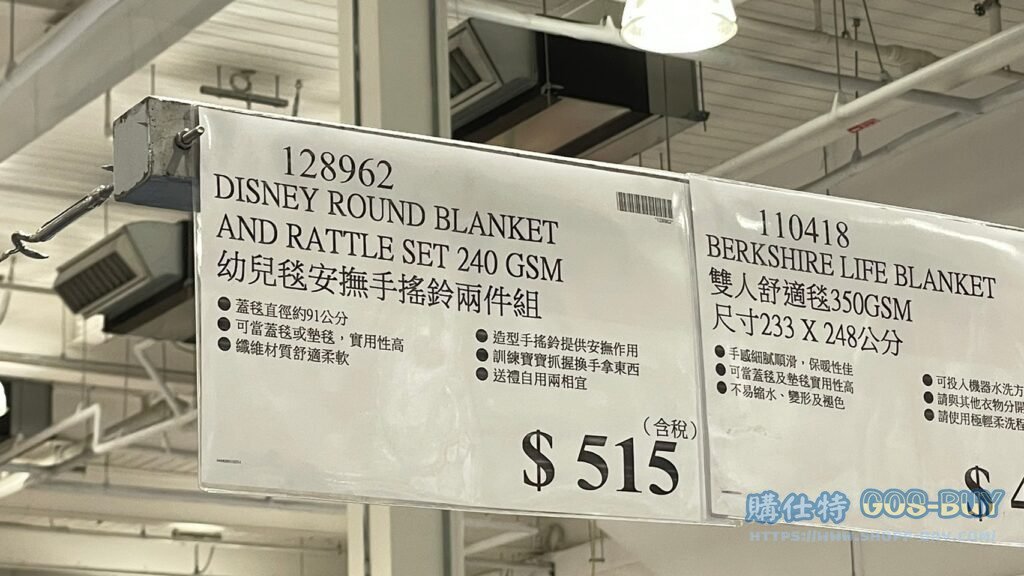 128962
DISNEY ROUND BLANKET
AND RATTLE SET 240 GSM
幼兒毯安撫手搖鈴兩件組
蓋毯直徑約91公分
可當蓋毯或墊毯，實用性高
纖維材質舒適柔軟
造型手搖鈴提供安撫作用
訓練寶寶抓握換手拿東西
送禮自用兩相宜
（含稅）
$ 515
110418
BERKSHIRE LIFE BLANKET
雙人舒適毯350GSM
尺寸233 X 248公分
手感細膩順滑，保暖性佳
可當蓋毯及墊毯實用性高
不易縮水、變形及褪色
可投入機器水洗方
請與其他衣物分開
請使用極輕柔洗程
$ 4
購仕特 GOS-BUY